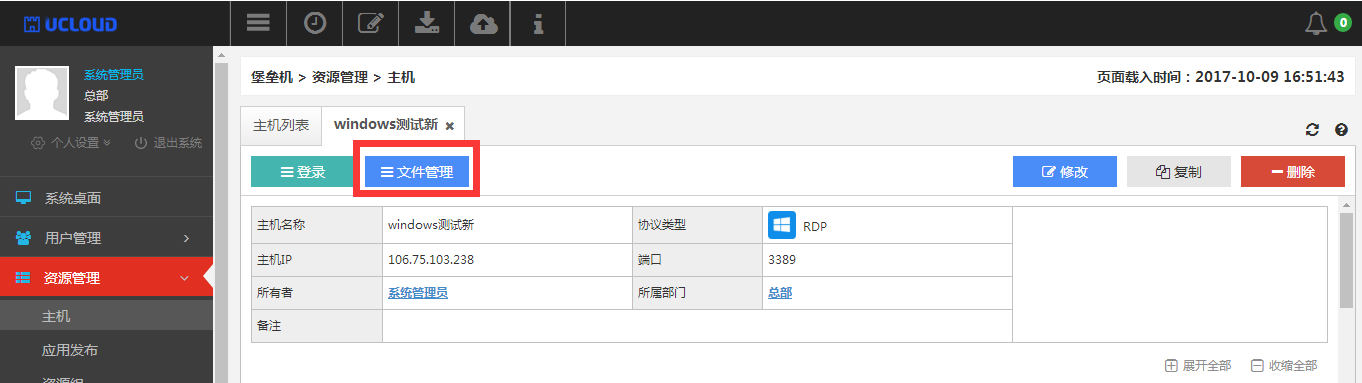 UCLOUD
0
系统管理员
总部
系统管理员
个人设置
退出系统
系统桌面
用户管理
资源管理
主机
应用发布
资源组
堡垒机 > 资源管理 > 主机
页面载入时间：2017-10-09 16:51:43
主机列表
windows测试新
登录
文件管理
修改
复制
删除
主机名称 windows测试新 协议类型 RDP
主机IP 106.75.103.238 端口 3389
所有者 系统管理员 所属部门 总部
备注
展开全部 收缩全部